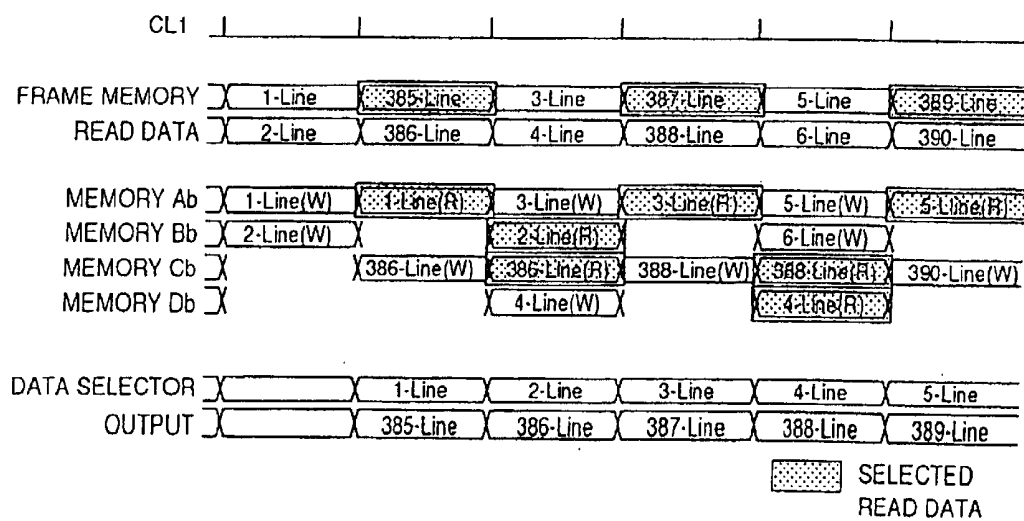 CL1
FRAME MEMORY 1-Line 385-Line 3-Line 387-Line 5-Line 389-Line
READ DATA 2-Line 386-Line 4-Line 388-Line 6-Line 390-Line
MEMORY Ab 1-Line(W) 1-Line(R) 3-Line(W) 3-Line(R) 5-Line(W) 5-Line(R)
MEMORY Bb 2-Line(W) 2-Line(R) 6-Line(W)
MEMORY Cb 386-Line(W) 386-Line(R) 388-Line(W) 388-Line(R) 390-Line(W)
MEMORY Db 4-Line(W) 4-Line(R)
DATA SELECTOR 1-Line 2-Line 3-Line 4-Line 5-Line
OUTPUT 385-Line 386-Line 387-Line 388-Line 389-Line
SELECTED
READ DATA